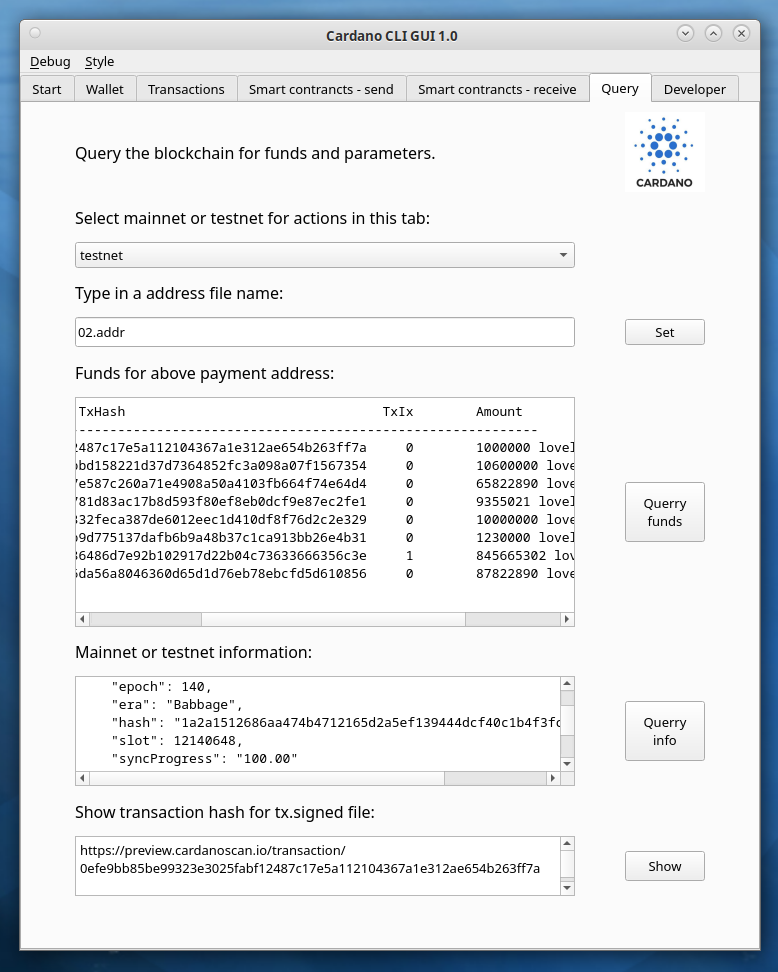 Cardano CLI GUI 1.0
Debug Style
Start Wallet Transactions Smart contrancts - send Smart contrancts - receive Query Developer
Query the blockchain for funds and parameters.
CARDANO
Select mainnet or testnet for actions in this tab:
testnet
Type in a address file name:
02.addr Set
Funds for above payment address:
TxHash TxIx Amount
-----------------------------------------------------------
2487c17e5a112104367a1e312ae654b263ff7a 0 1000000 lovel
bd158221d37d7364852fc3a098a07f1567354 0 10600000 love
7e587c260a71e4908a50a4103fb664f74e64d4 0 65822890 love
781d83ac17b8d593f80ef8eb0dcf9e87ec2fe1 0 9355021 lovel
332feca387de6012eec1d410df8f76d2c2e329 0 10000000 love
9d775137dafb6b9a48b37c1ca913bb26e4b31 0 1230000 lovel
36486d7e92b102917d22b04c73633666356c3e 1 845665302 lov
da56a8046360d65d1d76eb78ebcfd5d610856 0 87822890 love
Querry
funds
Mainnet or testnet information:
"epoch": 140,
"era": "Babbage",
"hash": "1a2a1512686aa474b4712165d2a5ef139444dcf40c1b4f3fc
"slot": 12140648,
"syncProgress": "100.00"
Querry
info
Show transaction hash for tx.signed file:
https://preview.cardanoscan.io/transaction/
0efe9bb85be99323e3025fabf12487c17e5a112104367a1e312ae654b263ff7a
Show